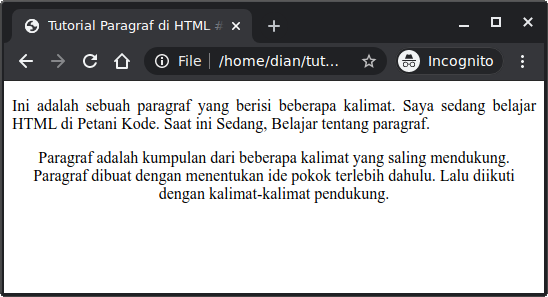 Tutorial Paragraf di HTML #
File | /home/dian/tut...
Incognito
Ini adalah sebuah paragraf yang berisi beberapa kalimat. Saya sedang belajar
HTML di Petani Kode. Saat ini Sedang, Belajar tentang paragraf.
Paragraf adalah kumpulan dari beberapa kalimat yang saling mendukung.
Paragraf dibuat dengan menentukan ide pokok terlebih dahulu. Lalu diikuti
dengan kalimat-kalimat pendukung.